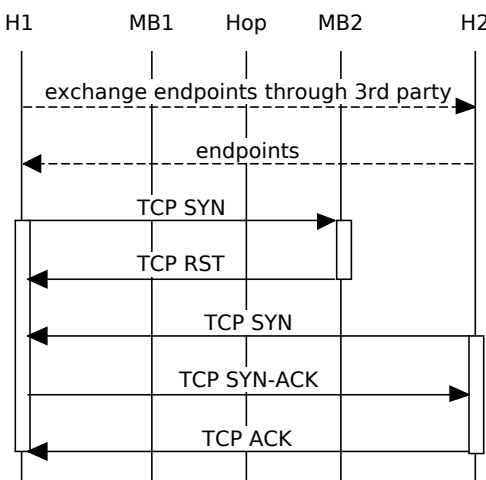 H1 MB1 Hop MB2 H2
exchange endpoints through 3rd party
endpoints
TCP SYN
TCP RST
TCP SYN
TCP SYN-ACK
TCP ACK